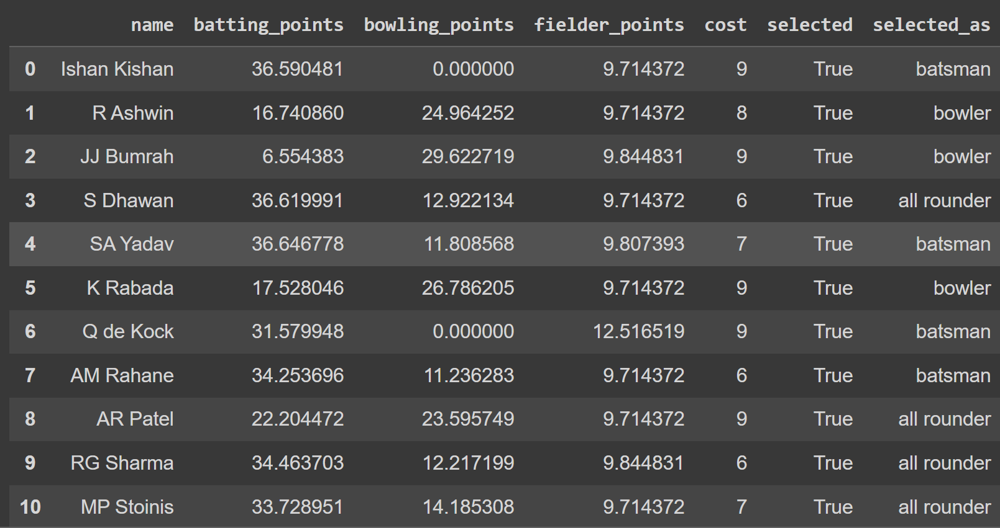 name batting_points bowling_points fielder_points cost selected selected_as
0 Ishan Kishan 36.590481 0.000000 9.714372 9 True batsman
1 R Ashwin 16.740860 24.964252 9.714372 8 True bowler
2 JJ Bumrah 6.554383 29.622719 9.844831 9 True bowler
3 S Dhawan 36.619991 12.922134 9.714372 6 True all rounder
4 SA Yadav 36.646778 11.808568 9.807393 7 True batsman
5 K Rabada 17.528046 26.786205 9.714372 9 True bowler
6 Q de Kock 31.579948 0.000000 12.516519 9 True batsman
7 AM Rahane 34.253696 11.236283 9.714372 6 True batsman
8 AR Patel 22.204472 23.595749 9.714372 9 True all rounder
9 RG Sharma 34.463703 12.217199 9.844831 6 True all rounder
10 MP Stoinis 33.728951 14.185308 9.714372 7 True all rounder